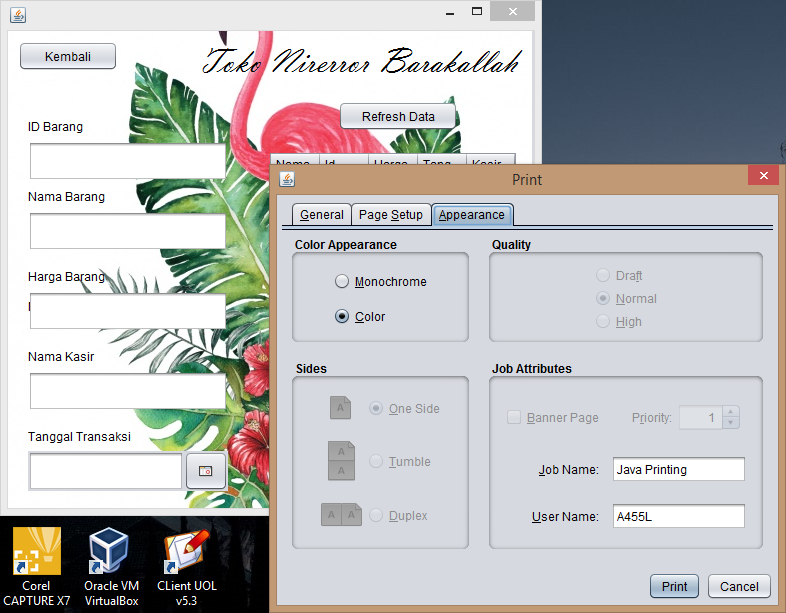 Kembali
Toko Nirerror Barakallah
Refresh Data
ID Barang
Nama Barang
Harga Barang
Nama Kasir
Tanggal Transaksi
Nama Id Harga Tang Kasir
Print
General Page Setup Appearance
Color Appearance
Monochrome
Color
Quality
Draft
Normal
High
Sides
A One Side
A
A Tumble
A A Duplex
Job Attributes
Banner Page Priority: 1
Job Name: Java Printing
User Name: A455L
Print Cancel
Corel
CAPTURE X7
Oracle VM
VirtualBox
CLient UOL
v5.3